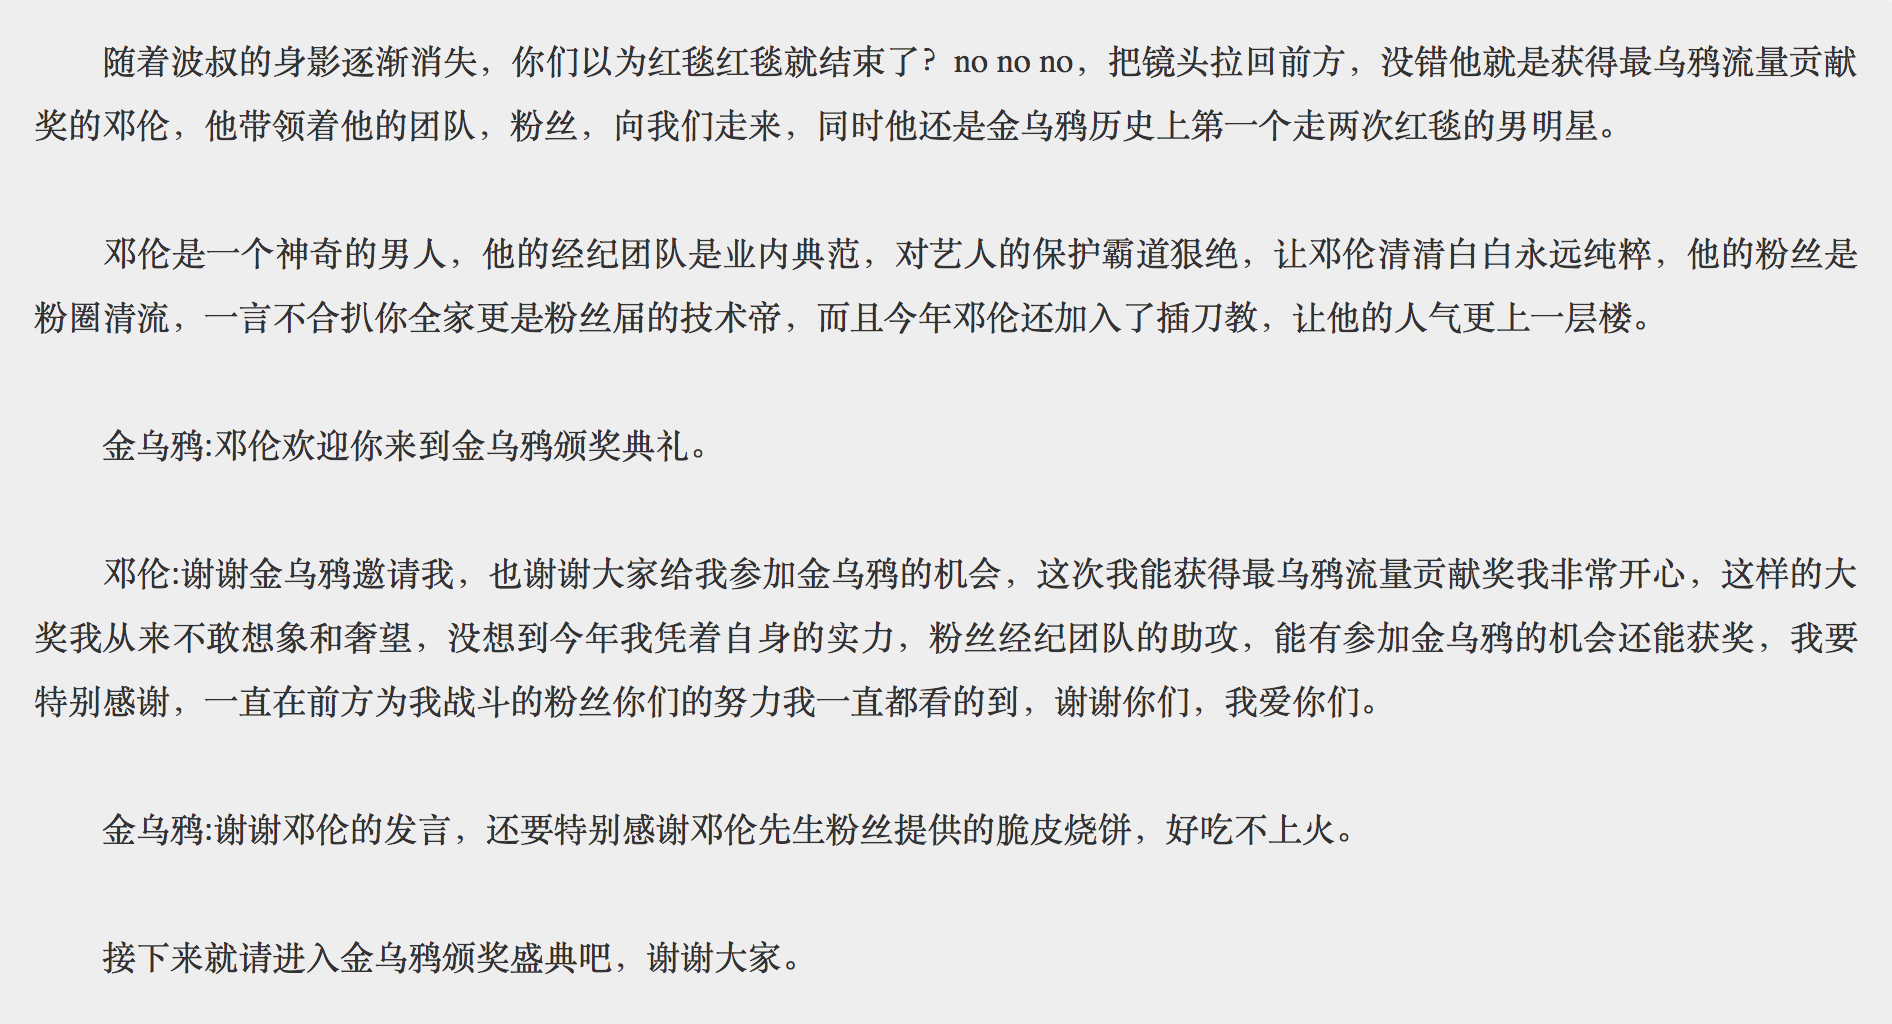 随着波叔的身影逐渐消失，你们以为红毯红毯就结束了？no no no，把镜头拉回前方，没错他就是获得最乌鸦流量贡献
奖的邓伦，他带领着他的团队，粉丝，向我们走来，同时他还是金乌鸦历史上第一个走两次红毯的男明星。
邓伦是一个神奇的男人，他的经纪团队是业内典范，对艺人的保护霸道狠绝，让邓伦清清白白永远纯粹，他的粉丝是
粉圈清流，一言不合扒你全家更是粉丝届的技术帝，而且今年邓伦还加入了插刀教，让他的人气更上一层楼。
金乌鸦:邓伦欢迎你来到金乌鸦颁奖典礼。
邓伦:谢谢金乌鸦邀请我，也谢谢大家给我参加金乌鸦的机会，这次我能获得最乌鸦流量贡献奖我非常开心，这样的大
奖我从来不敢想象和奢望，没想到今年我凭着自身的实力，粉丝经纪团队的助攻，能有参加金乌鸦的机会还能获奖，我要
特别感谢，一直在前方为我战斗的粉丝你们的努力我一直都看的到，谢谢你们，我爱你们。
金乌鸦:谢谢邓伦的发言，还要特别感谢邓伦先生粉丝提供的脆皮烧饼，好吃不上火。
接下来就请进入金乌鸦颁奖盛典吧，谢谢大家。